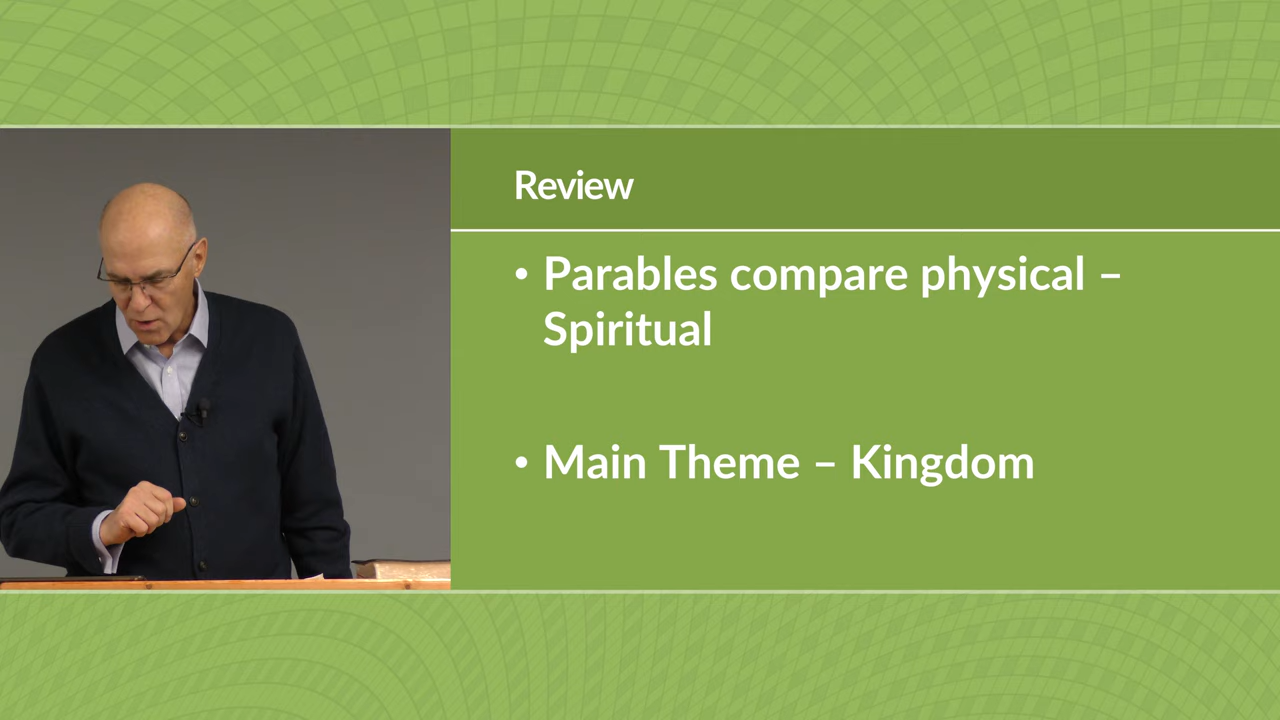 Review
• Parables compare physical –
Spiritual
• Main Theme – Kingdom